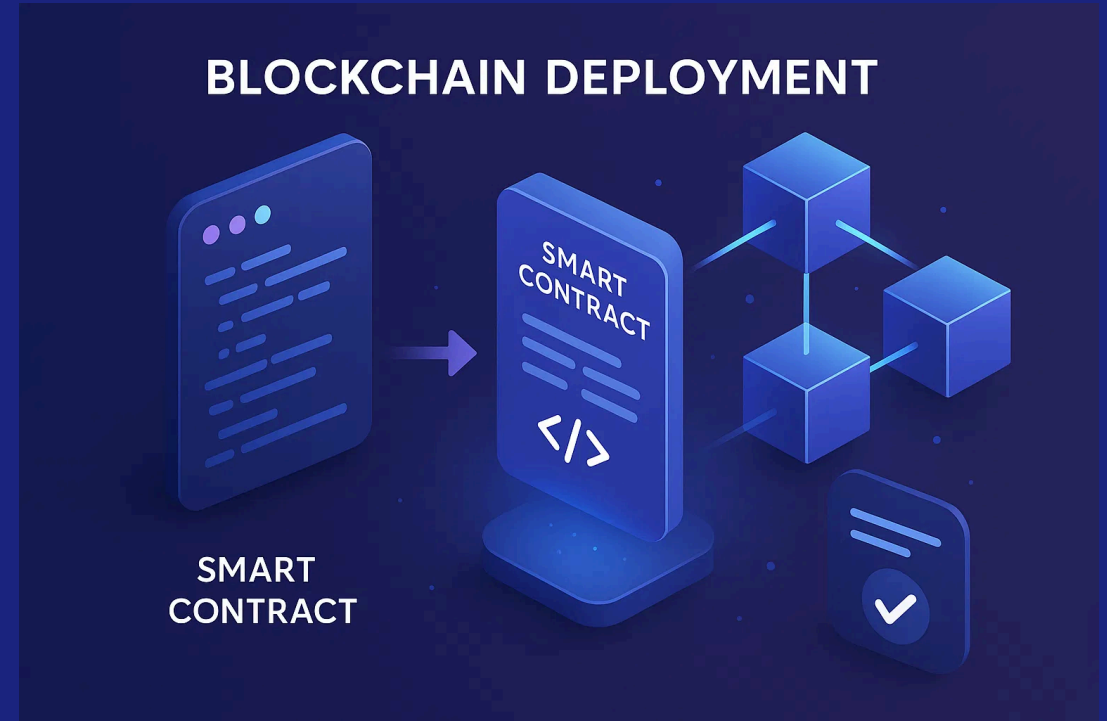 BLOCKCHAIN DEPLOYMENT
SMART
CONTRACT
</>
SMART
CONTRACT